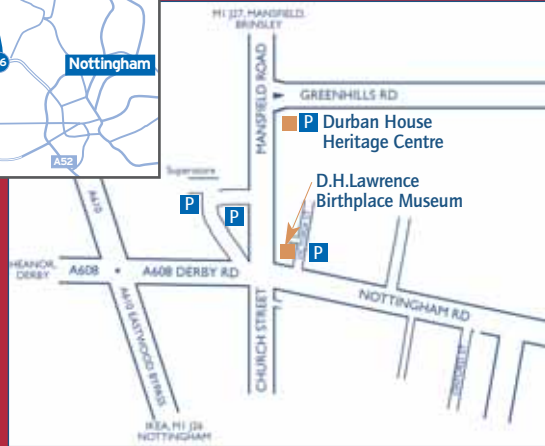 M1 J27, MANSFIELD,
BRINSLEY
6
Nottingham
A52
MANSFIELD ROAD
GREENHILLS RD
P Durban House
Heritage Centre
Superstore
D.H.Lawrence
Birthplace Museum
P
P
P
A610
HEANOR,
DERBY
A608
A608 DERBY RD
NOTTINGHAM RD
A610 EASTWOOD BYPASS
CHURCH STREET
IKEA, M1 J26
NOTTINGHAM